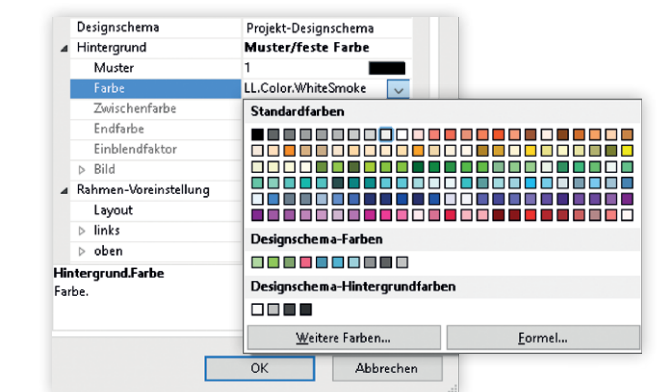 Designschema Projekt-Designschema
Hintergrund Muster/feste Farbe
Muster 1
Farbe LL.Color.WhiteSmoke
Zwischenfarbe
Endfarbe
Einblendfaktor
Bild
Rahmen-Voreinstellung
Layout
links
oben
Hintergrund.Farbe
Farbe.
Standardfarben
Designschema-Farben
Designschema-Hintergrundfarben
Weitere Farben... Formel...
OK Abbrechen